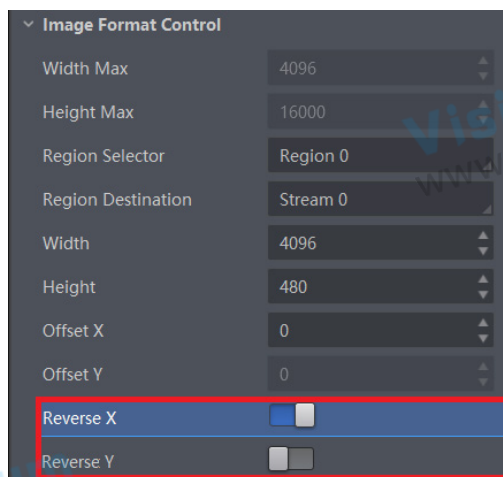 Image Format Control
Width Max 4096
Height Max 16000
Region Selector Region 0
Region Destination Stream 0
Width 4096
Height 480
Offset X 0
Offset Y 0
Reverse X
Reverse Y